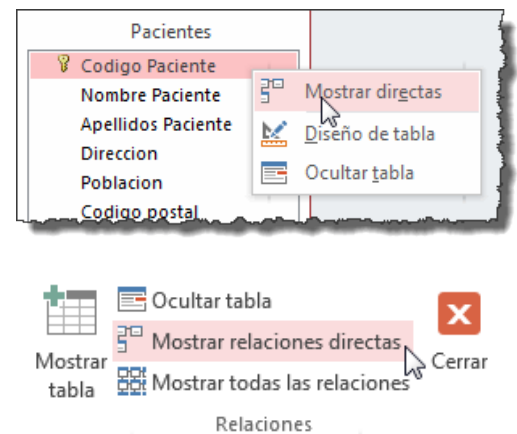 Pacientes
Codigo Paciente
Nombre Paciente
Apellidos Paciente
Direccion
Poblacion
Codigo postal
Mostrar directas
Diseño de tabla
Ocultar tabla
Mostrar
tabla
Ocultar tabla
Mostrar relaciones directas
Mostrar todas las relaciones
Cerrar
Relaciones